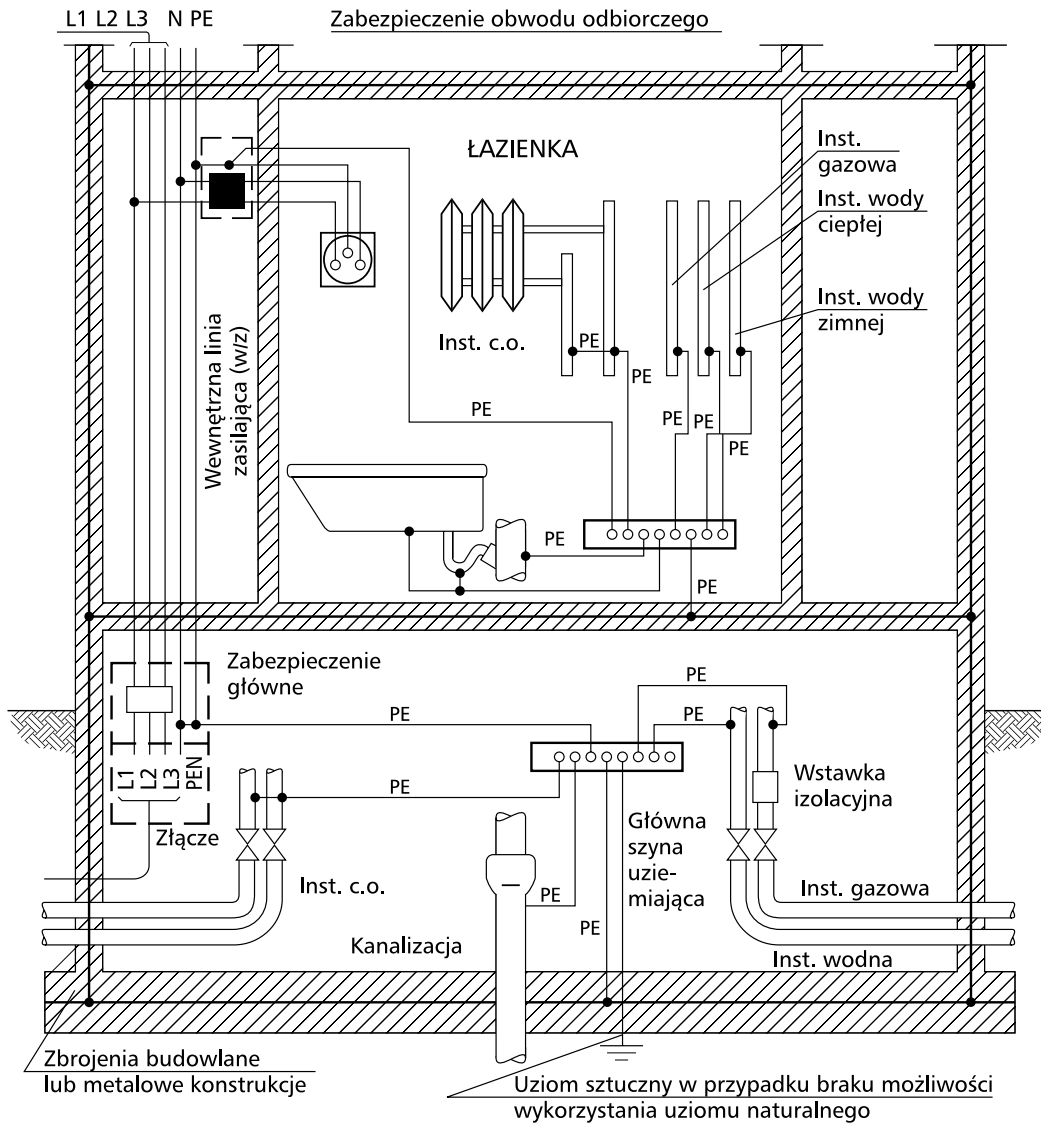 L1 L2 L3 N PE
Zabezpieczenie obwodu odbiorczego
ŁAZIENKA
Inst.
gazowa
Inst. wody
ciepłej
Inst. wody
zimnej
Inst. c.o.
PE
PE
PE
PE
PE
PE
Wewnętrzna linia
zasilająca (w/z)
PE
PE
Zabezpieczenie
główne
PE
PE
PE
L1
L2
L3
PEN
Złącze
PE
Wstawka
izolacyjna
Główna
szyna
uzie-
miająca
Inst. c.o.
PE
PE
Inst. gazowa
Kanalizacja
Inst. wodna
Zbrojenia budowlane
lub metalowe konstrukcje
Uziom sztuczny w przypadku braku możliwości
wykorzystania uziomu naturalnego